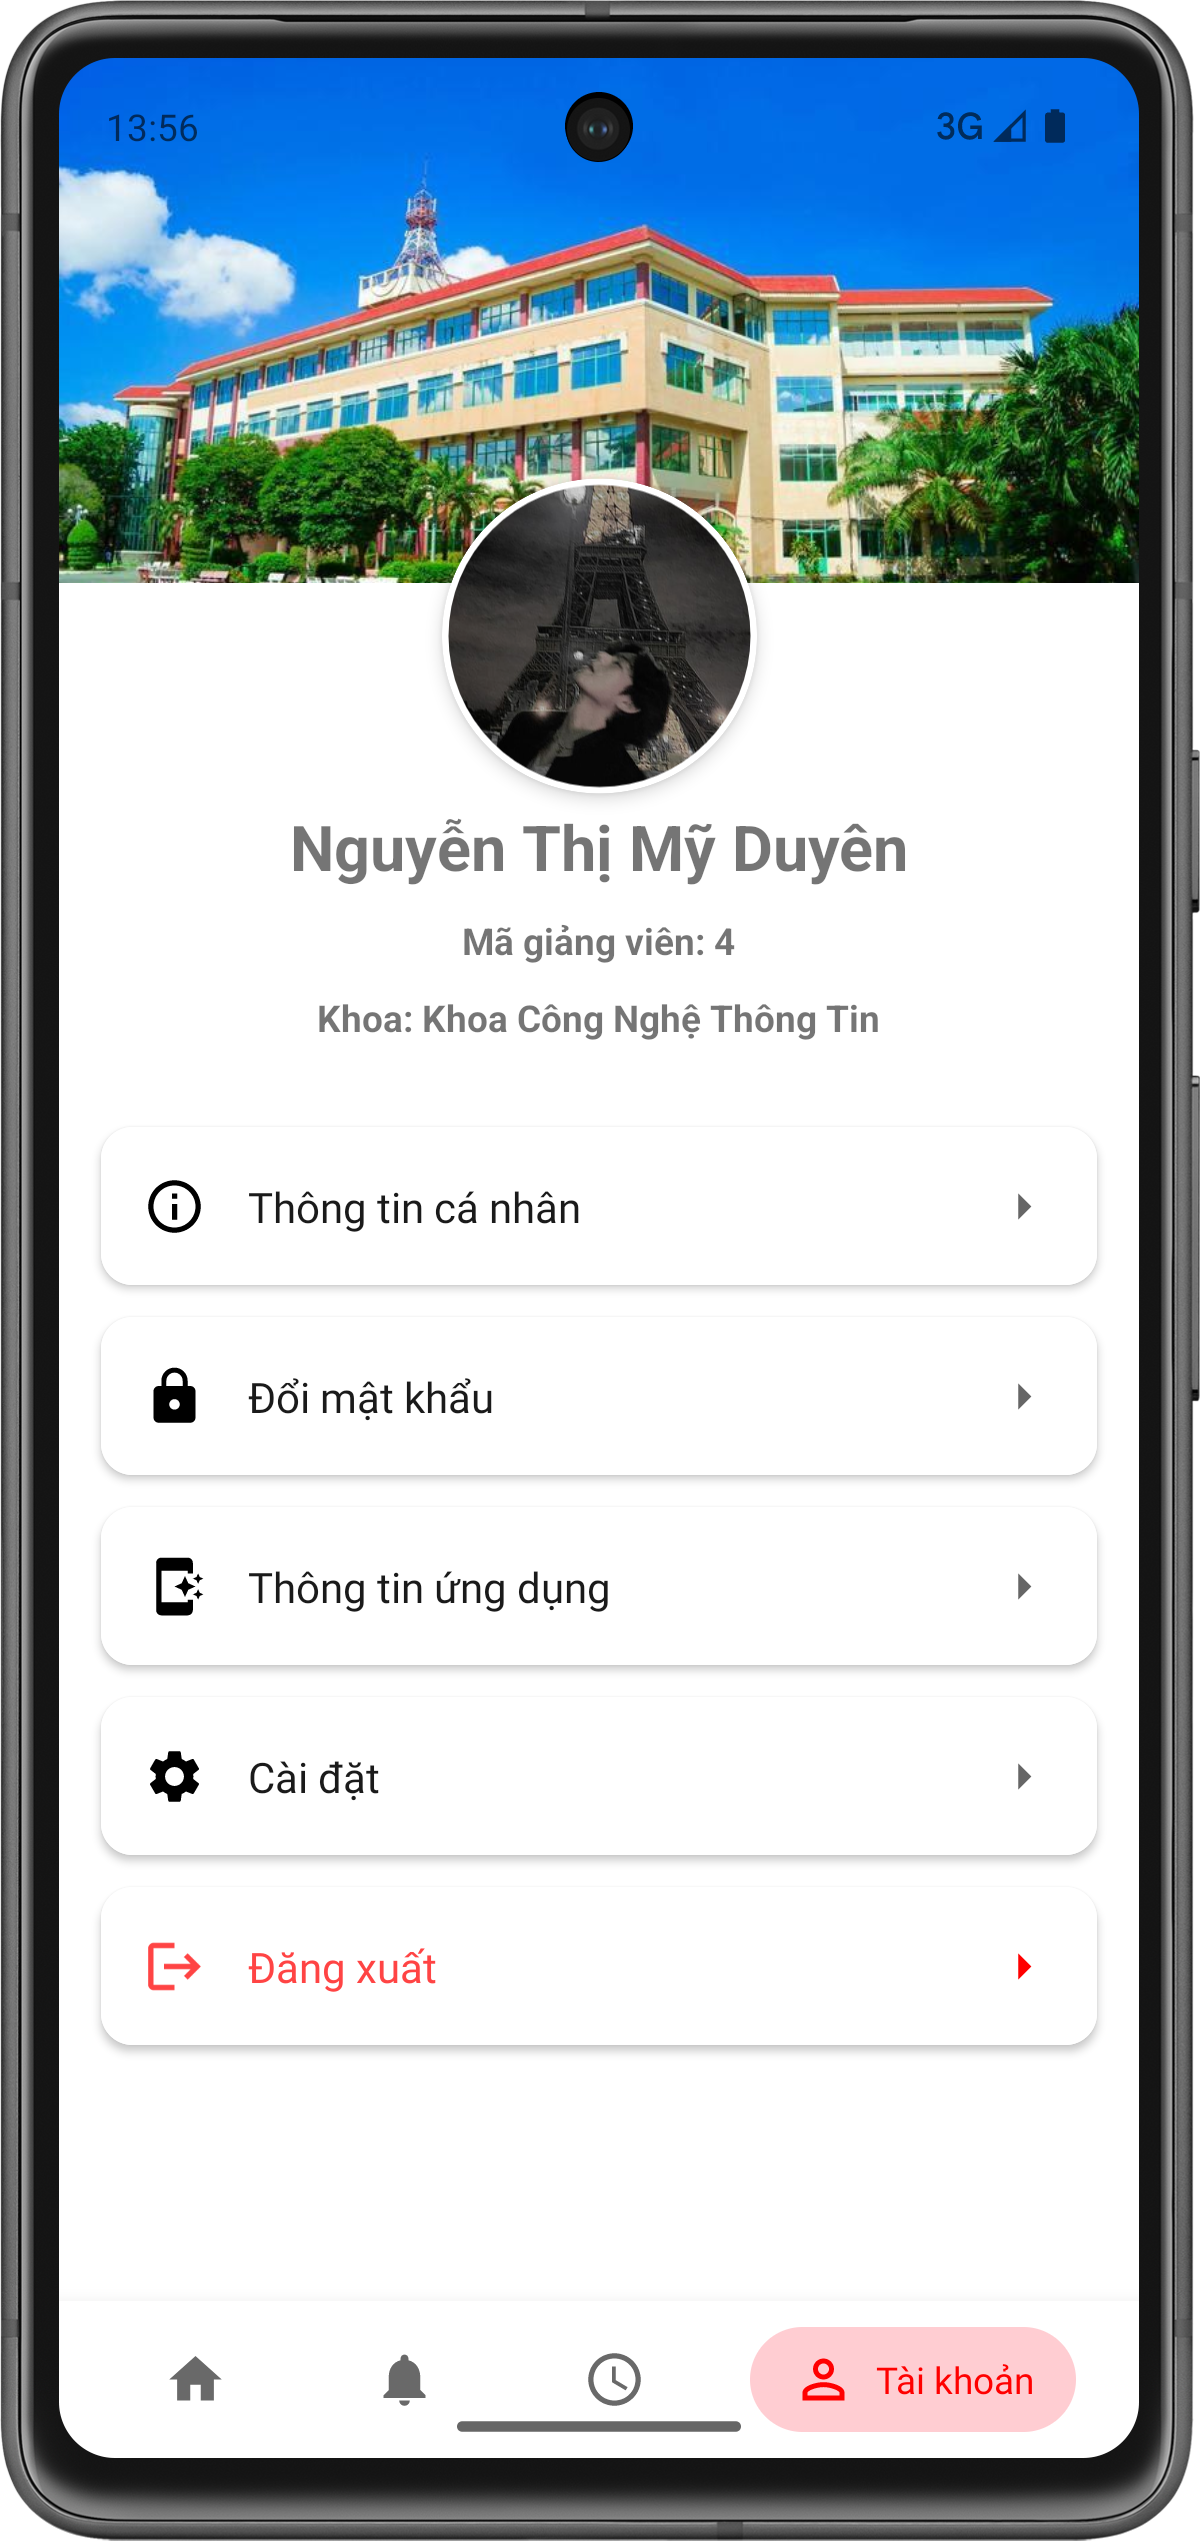 13:56
3G
Nguyễn Thị Mỹ Duyên
Mã giảng viên: 4
Khoa: Khoa Công Nghệ Thông Tin
Thông tin cá nhân
Đổi mật khẩu
Thông tin ứng dụng
Cài đặt
Đăng xuất
Tài khoản